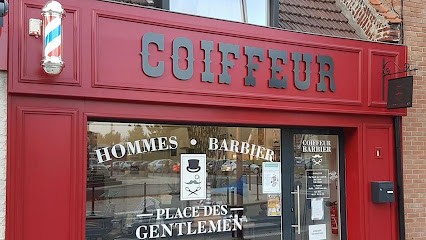 COIFFEUR
HOMMES • BARBIER
PLACE DES
GENTLEMEN
COIFFEUR
BARBIER